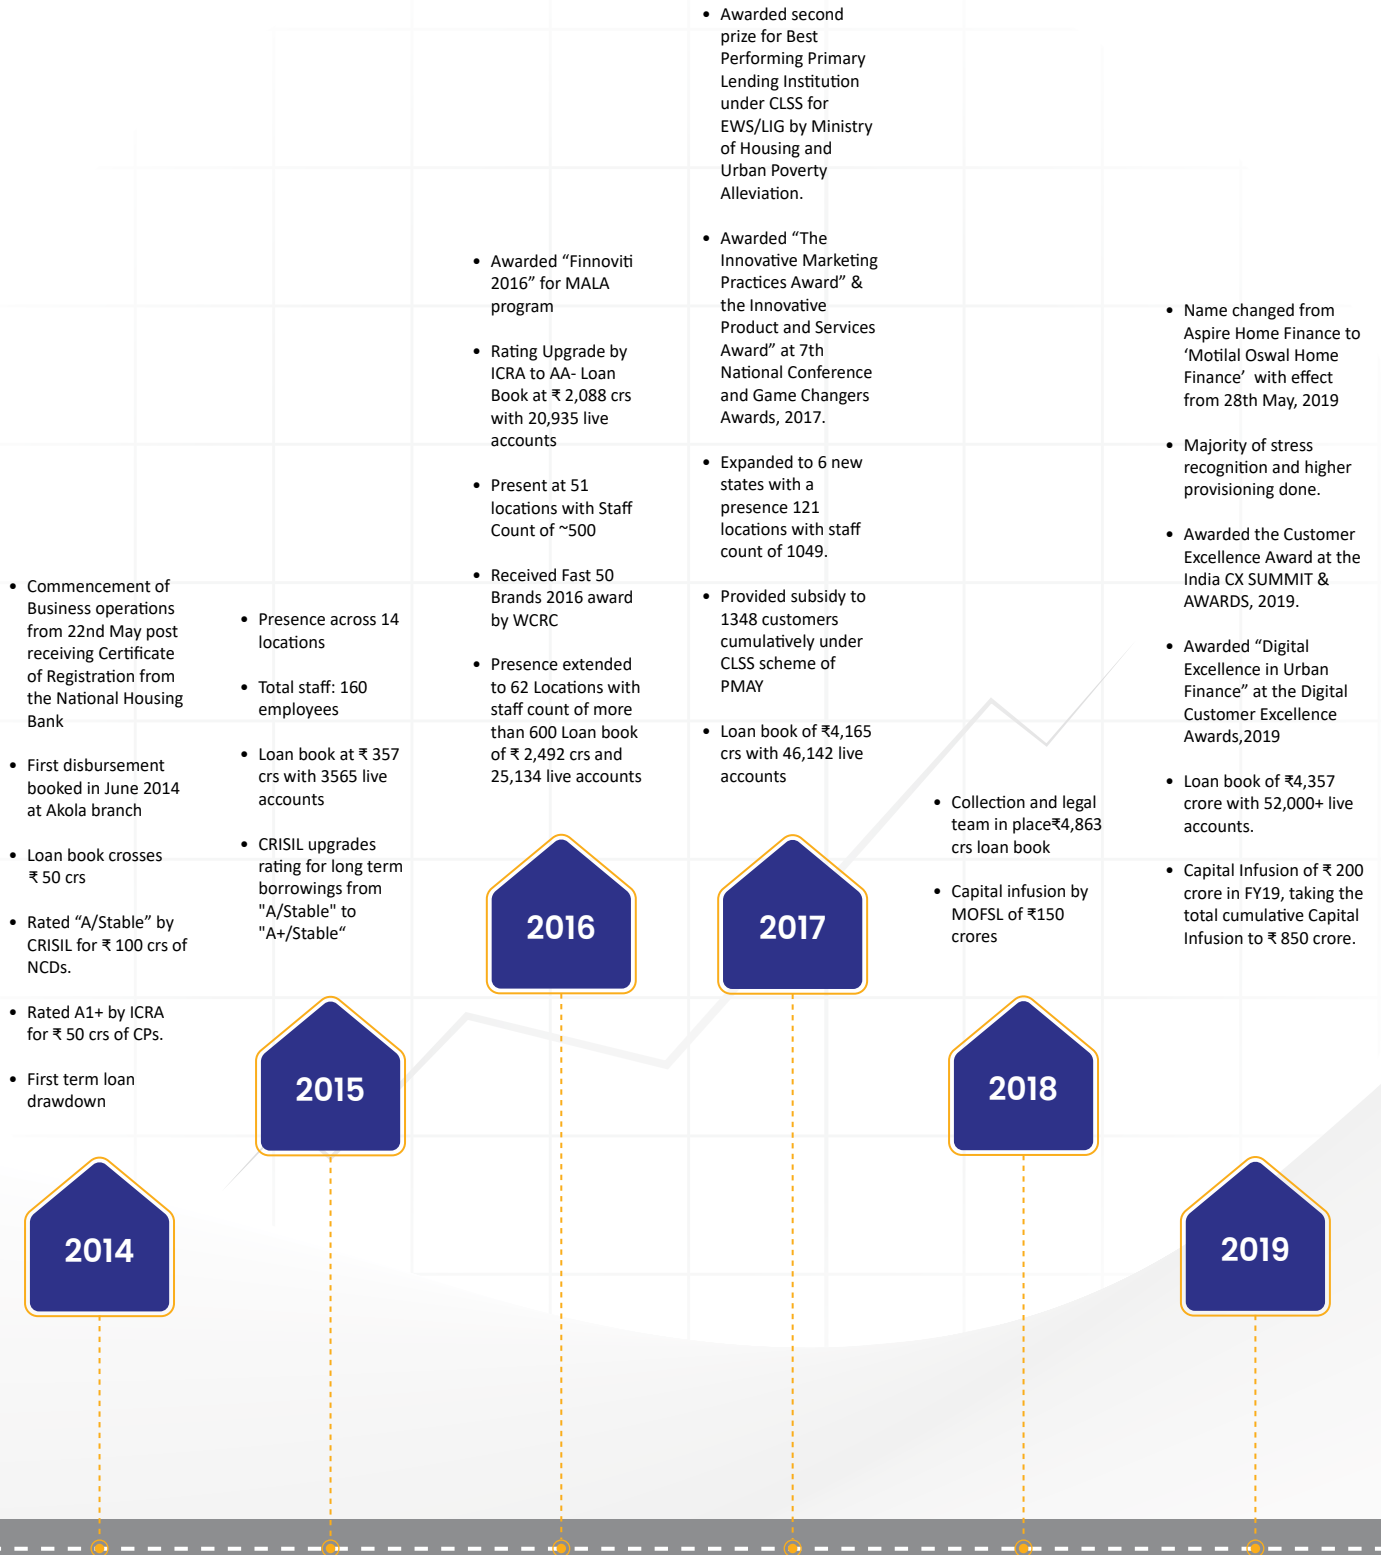 • Commencement of
Business operations
from 22nd May post
receiving Certificate
of Registration from
the National Housing
Bank
• First disbursement
booked in June 2014
at Akola branch
• Loan book crosses
₹ 50 crs
• Rated “A/Stable” by
CRISIL for ₹ 100 crs of
NCDs.
• Rated A1+ by ICRA
for ₹ 50 crs of CPs.
• First term loan
drawdown
2014
• Presence across 14
locations
• Total staff: 160
employees
• Loan book at ₹ 357
crs with 3565 live
accounts
• CRISIL upgrades
rating for long term
borrowings from
"A/Stable" to
"A+/Stable“
2015
• Awarded “Finnoviti
2016” for MALA
program
• Rating Upgrade by
ICRA to AA- Loan
Book at ₹ 2,088 crs
with 20,935 live
accounts
• Present at 51
locations with Staff
Count of ~500
• Received Fast 50
Brands 2016 award
by WCRC
• Presence extended
to 62 Locations with
staff count of more
than 600 Loan book
of ₹ 2,492 crs and
25,134 live accounts
2016
• Awarded second
prize for Best
Performing Primary
Lending Institution
under CLSS for
EWS/LIG by Ministry
of Housing and
Urban Poverty
Alleviation.
• Awarded “The
Innovative Marketing
Practices Award” &
the Innovative
Product and Services
Award” at 7th
National Conference
and Game Changers
Awards, 2017.
• Expanded to 6 new
states with a
presence 121
locations with staff
count of 1049.
• Provided subsidy to
1348 customers
cumulatively under
CLSS scheme of
PMAY
• Loan book of ₹4,165
crs with 46,142 live
accounts
2017
• Collection and legal
team in place₹4,863
crs loan book
• Capital infusion by
MOFSL of ₹150
crores
2018
• Name changed from
Aspire Home Finance to
‘Motilal Oswal Home
Finance’ with effect
from 28th May, 2019
• Majority of stress
recognition and higher
provisioning done.
• Awarded the Customer
Excellence Award at the
India CX SUMMIT &
AWARDS, 2019.
• Awarded “Digital
Excellence in Urban
Finance” at the Digital
Customer Excellence
Awards,2019
• Loan book of ₹4,357
crore with 52,000+ live
accounts.
• Capital Infusion of ₹ 200
crore in FY19, taking the
total cumulative Capital
Infusion to ₹ 850 crore.
2019